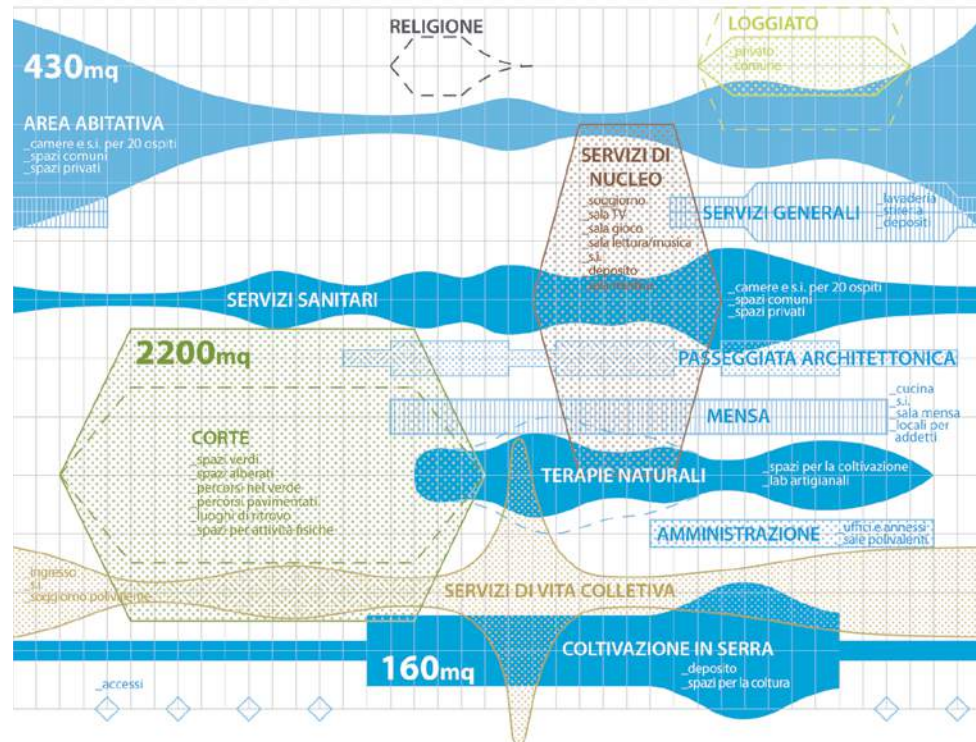 RELIGIONE
LOGGIATO
_privato
_comune
430mq
AREA ABITATIVA
_camere e s.i. per 20 ospiti
_spazi comuni
_spazi privati
SERVIZI DI
NUCLEO
_soggiorno
_sala TV
_sala gioco
_sala lettura/musica
_s.i.
_deposito
SERVIZI GENERALI
_lavaderia
_depositi
SERVIZI SANITARI
_camere e s.i. per 20 ospiti
_spazi comuni
_spazi privati
2200mq
PASSEGGIATA ARCHITETTONICA
MENSA
_cucina
_s.i.
_sala mensa
_locali per
addetti
CORTE
_spazi verdi
_spazi alberati
_percorsi nel verde
_percorsi pavimentati
_luoghi di ritrovo
_spazi per attività fisiche
TERAPIE NATURALI
_spazi per la coltivazione
_lab artigianali
AMMINISTRAZIONE
_uffici e annessi
_sale polivalenti
_ingresso
_s.i.
_soggiorno polivalente
SERVIZI DI VITA COLLETIVA
160mq
COLTIVAZIONE IN SERRA
_deposito
_spazi per la coltura
_accessi